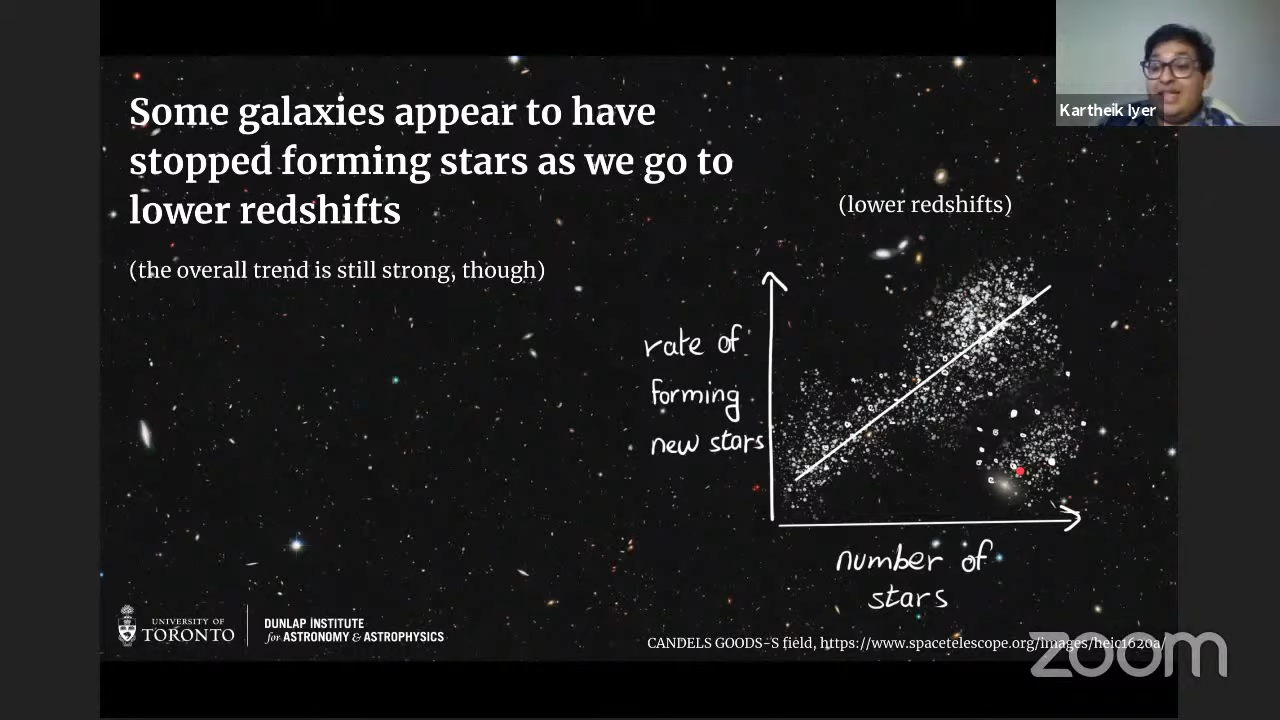 Kartheik Iyer
Some galaxies appear to have
stopped forming stars as we go to
lower redshifts
(the overall trend is still strong, though)
(lower redshifts)
rate of
forming
new stars
number of
stars
UNIVERSITY OF
TORONTO
DUNLAP INSTITUTE
for ASTRONOMY & ASTROPHYSICS
CANDELS GOODS-S field, https://www.spacetelescope.org/images/heic1620a/
zoom